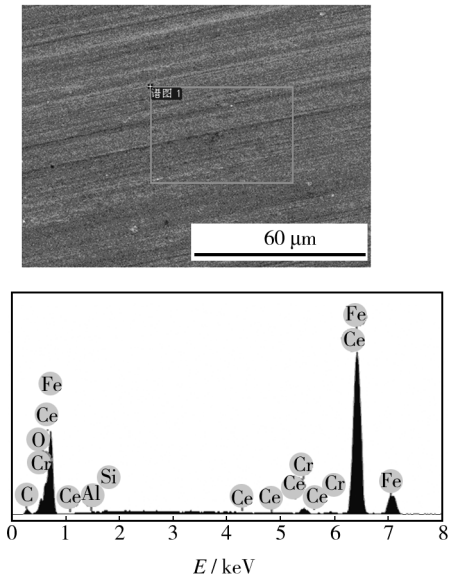 谱图 1
60 μm
Fe
Ce
Fe
Ce
O
Cr
C
Ce
Al
Si
Ce
Ce
Ce
Cr
Ce
Cr
Fe
0 1 2 3 4 5 6 7 8
E / keV